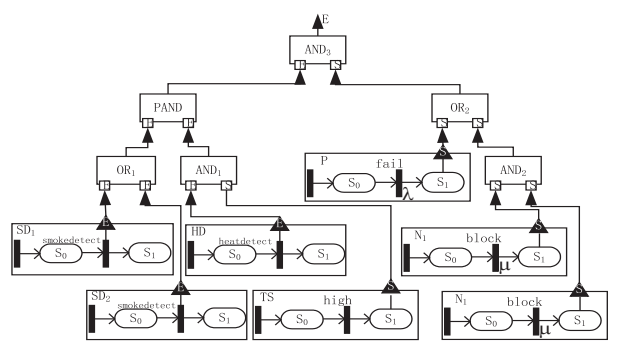 E
AND₃
E S
PAND
OR₂
E E
S S
OR₁
AND₁
P
fail
S
S₀
S₁
λ
AND₂
E E
E S
S S
SD₁
smokedetect
E
S₀
S₁
HD
heatdetect
E
S₀
S₁
N₁
block
S
S₀
S₁
μ
SD₂
smokedetect
E
S₀
S₁
TS
high
S
S₀
S₁
N₁
block
S
S₀
S₁
μ